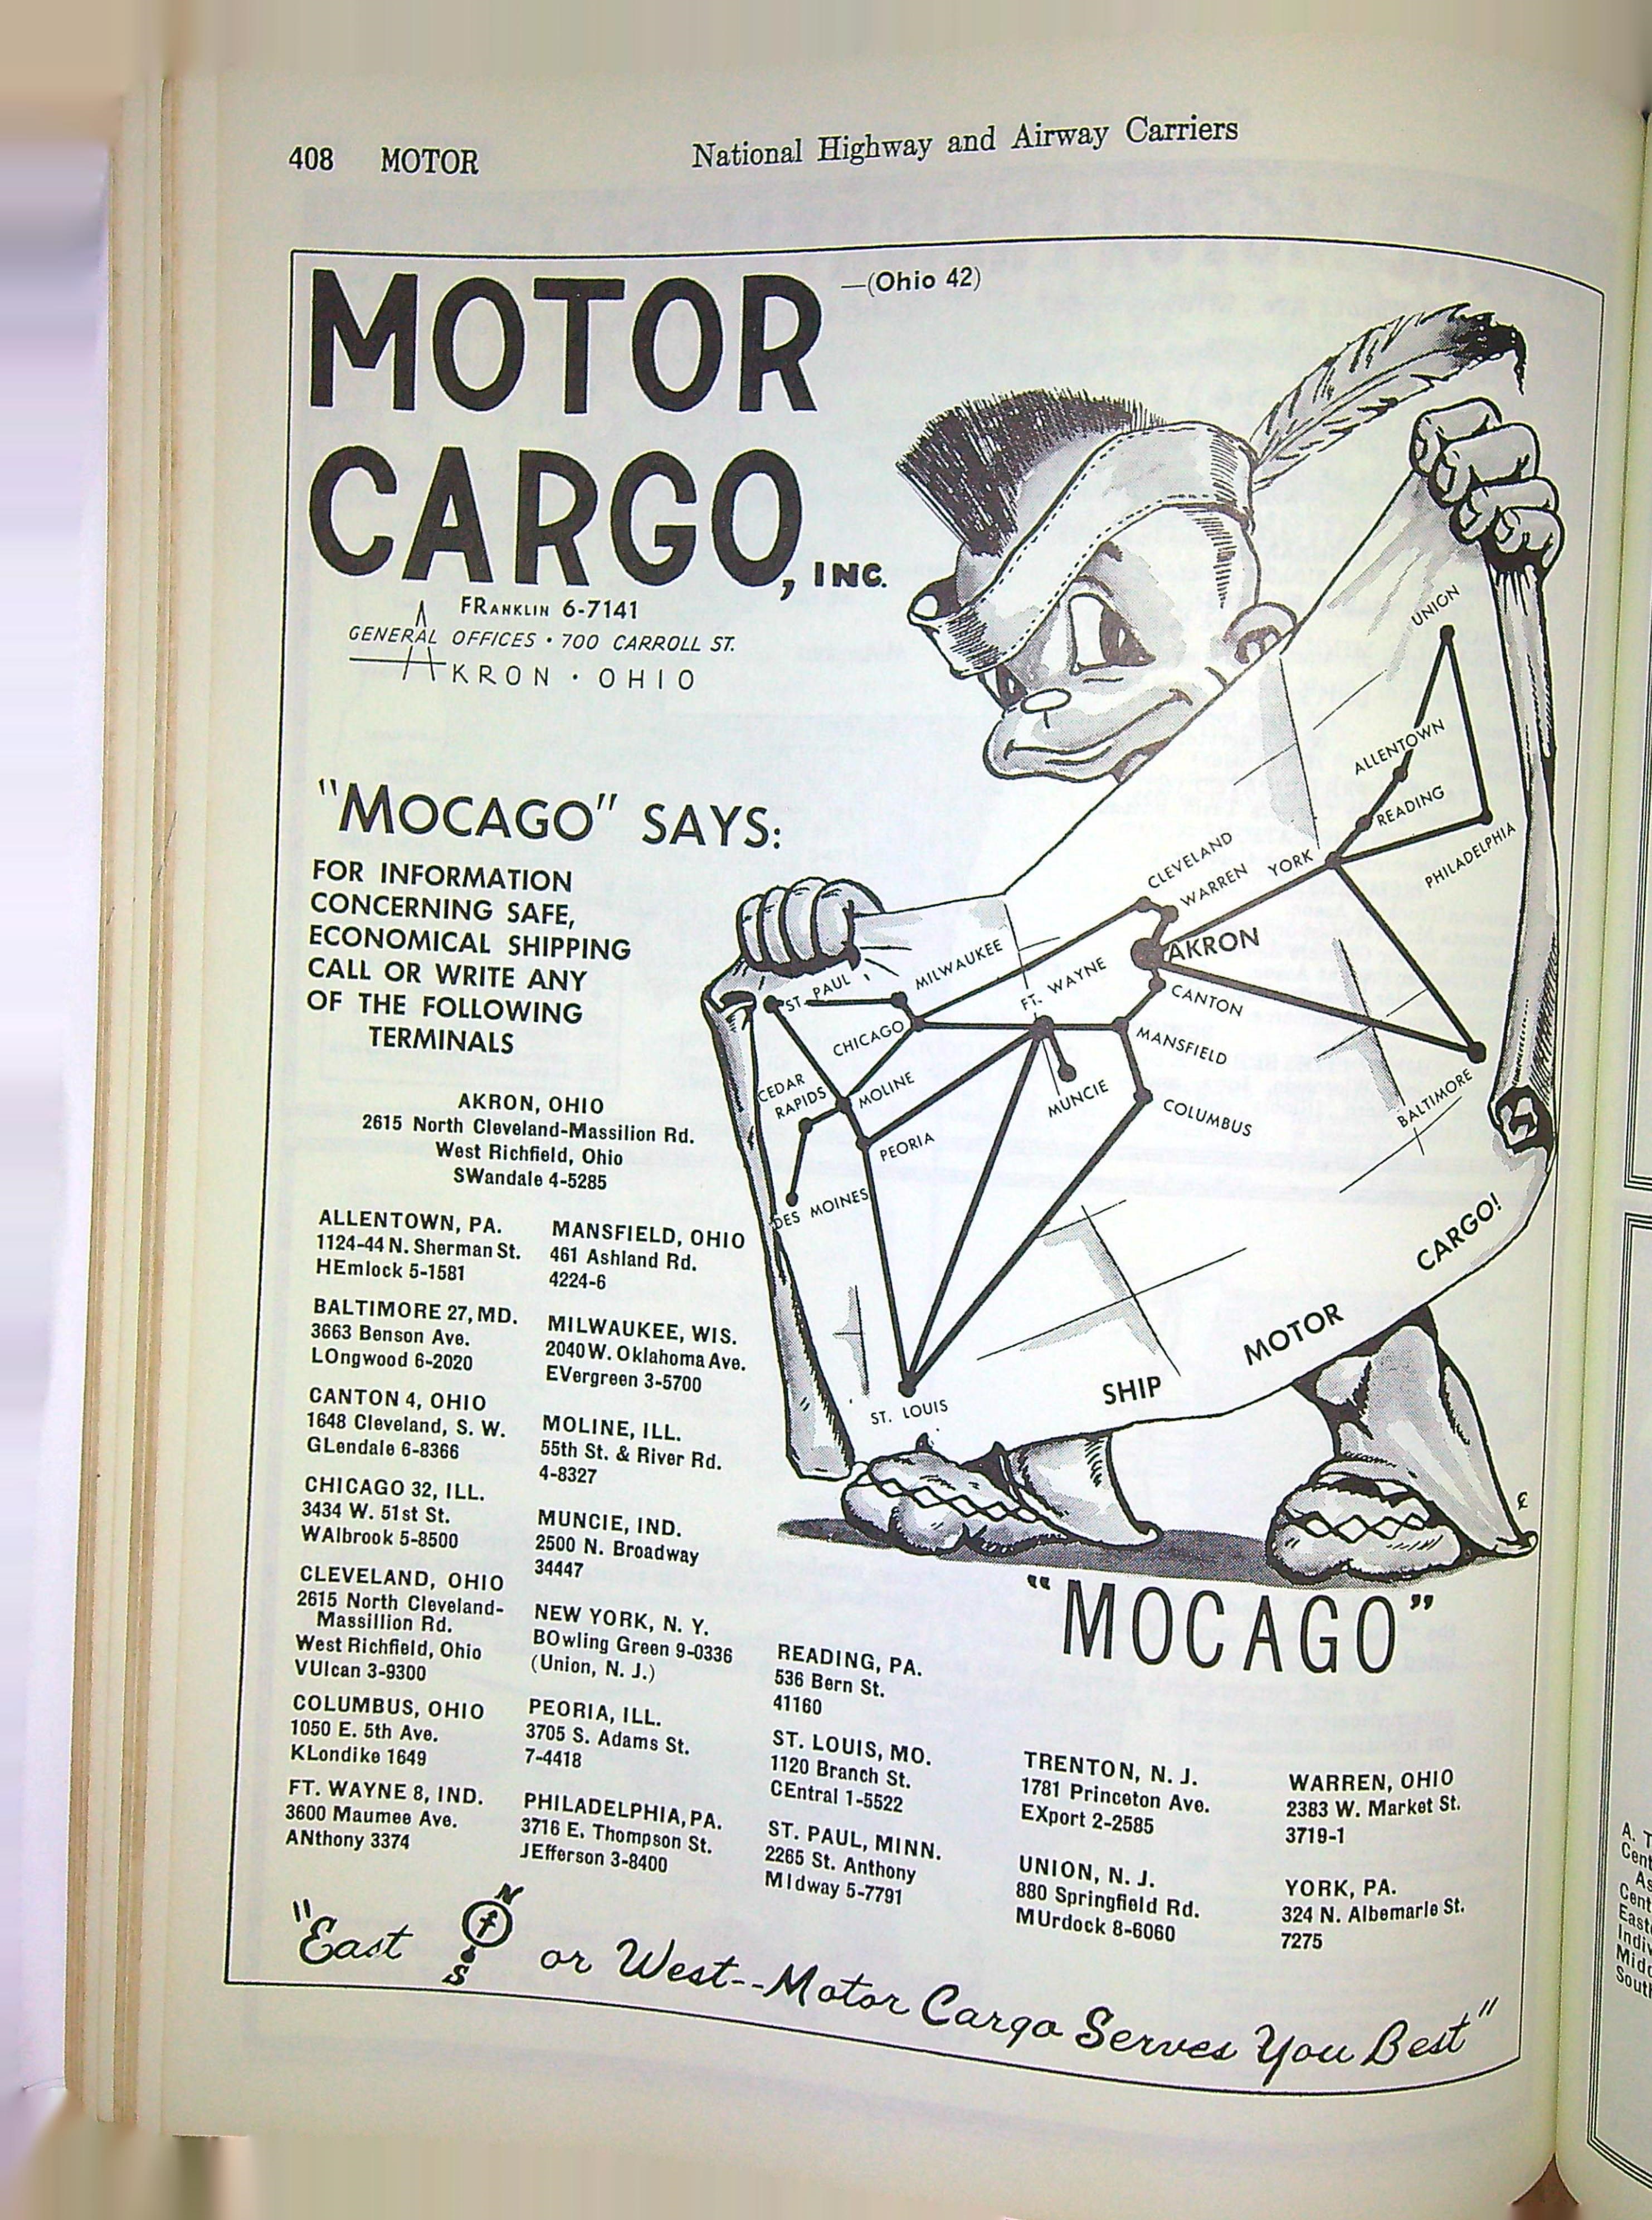 408 MOTOR
National Highway and Airway Carriers
MOTOR —(Ohio 42)
CARGO, INC.
FRANKLIN 6-7141
GENERAL OFFICES • 700 CARROLL ST.
AKRON • OHIO
"MOCAGO" SAYS:
FOR INFORMATION
CONCERNING SAFE,
ECONOMICAL SHIPPING
CALL OR WRITE ANY
OF THE FOLLOWING
TERMINALS
AKRON, OHIO
2615 North Cleveland-Massilion Rd.
West Richfield, Ohio
SWandale 4-5285
ALLENTOWN, PA.
1124-44 N. Sherman St.
HEmlock 5-1581
BALTIMORE 27, MD.
3663 Benson Ave.
LOngwood 6-2020
CANTON 4, OHIO
1648 Cleveland, S. W.
GLendale 6-8366
CHICAGO 32, ILL.
3434 W. 51st St.
WAlbrook 5-8500
CLEVELAND, OHIO
2615 North Cleveland-
Massillion Rd.
West Richfield, Ohio
VUlcan 3-9300
COLUMBUS, OHIO
1050 E. 5th Ave.
KLondike 1649
FT. WAYNE 8, IND.
3600 Maumee Ave.
ANthony 3374
MANSFIELD, OHIO
461 Ashland Rd.
4224-6
MILWAUKEE, WIS.
2040 W. Oklahoma Ave.
EVergreen 3-5700
MOLINE, ILL.
55th St. & River Rd.
4-8327
MUNCIE, IND.
2500 N. Broadway
34447
NEW YORK, N. Y.
BOwling Green 9-0336
(Union, N. J.)
PEORIA, ILL.
3705 S. Adams St.
7-4418
PHILADELPHIA, PA.
3716 E. Thompson St.
JEfferson 3-8400
READING, PA.
536 Bern St.
41160
ST. LOUIS, MO.
1120 Branch St.
CEntral 1-5522
ST. PAUL, MINN.
2265 St. Anthony
MIdway 5-7791
TRENTON, N. J.
1781 Princeton Ave.
EXport 2-2585
UNION, N. J.
880 Springfield Rd.
MUrdock 8-6060
WARREN, OHIO
2383 W. Market St.
3719-1
YORK, PA.
324 N. Albemarle St.
7275
UNION
ALLENTOWN
READING
PHILADELPHIA
CLEVELAND
WARREN
YORK
AKRON
MILWAUKEE
ST. PAUL
FT. WAYNE
CANTON
CHICAGO
MANSFIELD
CEDAR
RAPIDS
MOLINE
MUNCIE
COLUMBUS
BALTIMORE
PEORIA
DES MOINES
ST. LOUIS
SHIP MOTOR CARGO!
"MOCAGO"
N
S
"East or West--Motor Cargo Serves You Best"
A. T
Cent
As
Cent
East
Indiv
Midd
South